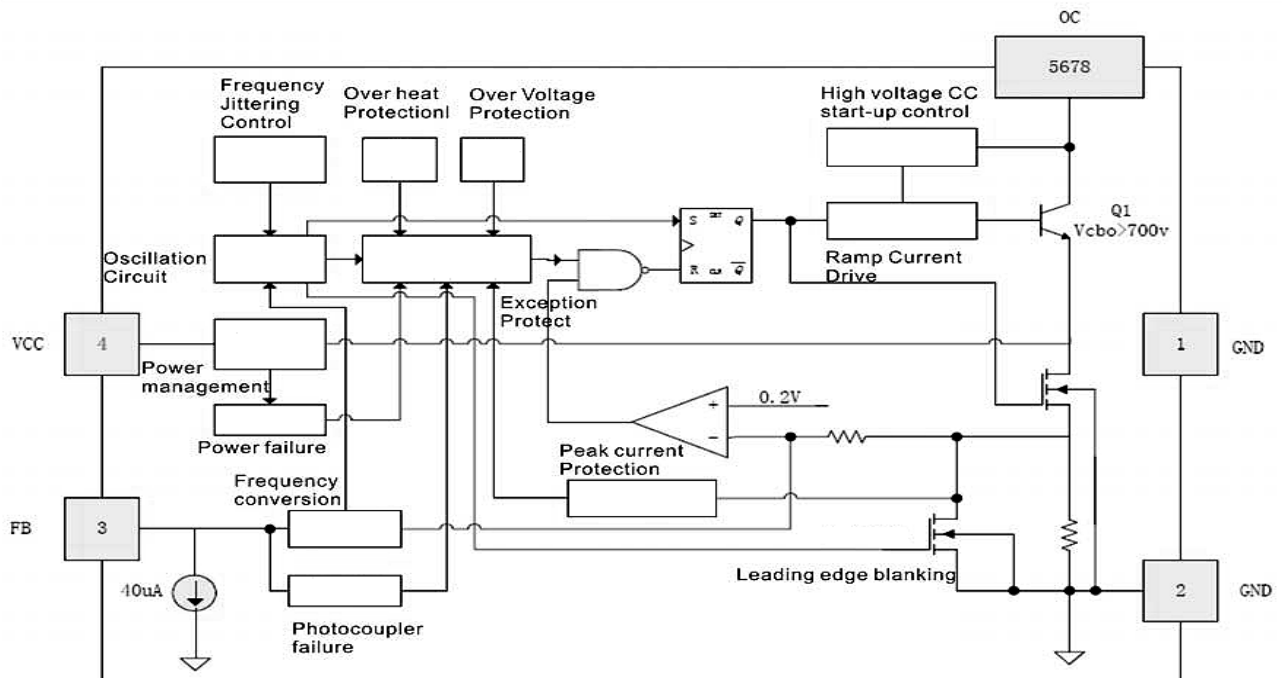 OC
5678
Frequency
Jittering
Control
Over heat
Protectionl
Over Voltage
Protection
High voltage CC
start-up control
Q1
Vcbo>700v
S Q
R Q
Oscillation
Circuit
Exception
Protect
Ramp Current
Drive
VCC
4
1
GND
Power
management
0.2V
+
−
Power failure
Peak current
Protection
Frequency
conversion
FB
3
40uA
Leading edge blanking
2
GND
Photocoupler
failure